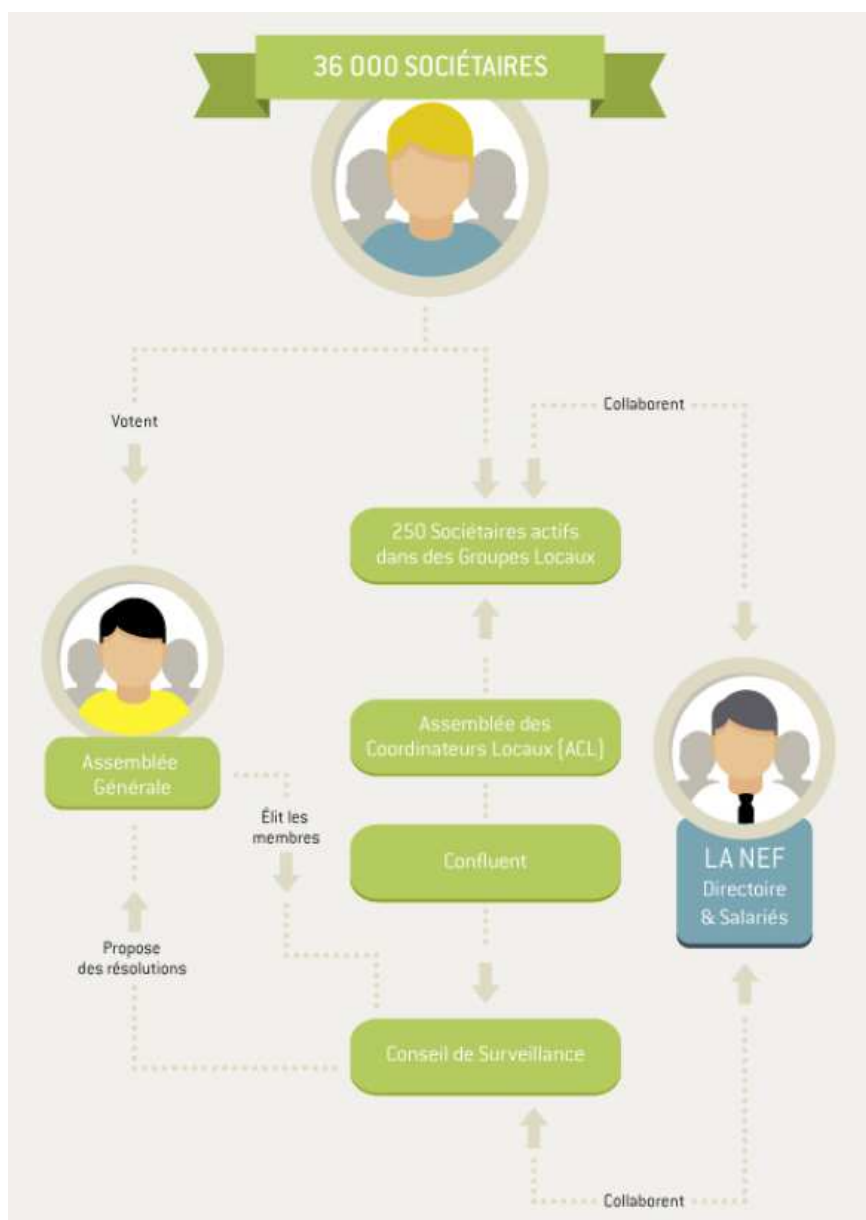 36 000 SOCIÉTAIRES
Collaborent
Votent
250 Sociétaires actifs
dans des Groupes Locaux
Assemblée des
Coordinateurs Locaux (ACL)
Assemblée
Générale
Élit les
membres
Confluent
LA NEF
Directoire
& Salariés
Propose
des résolutions
Conseil de Surveillance
Collaborent